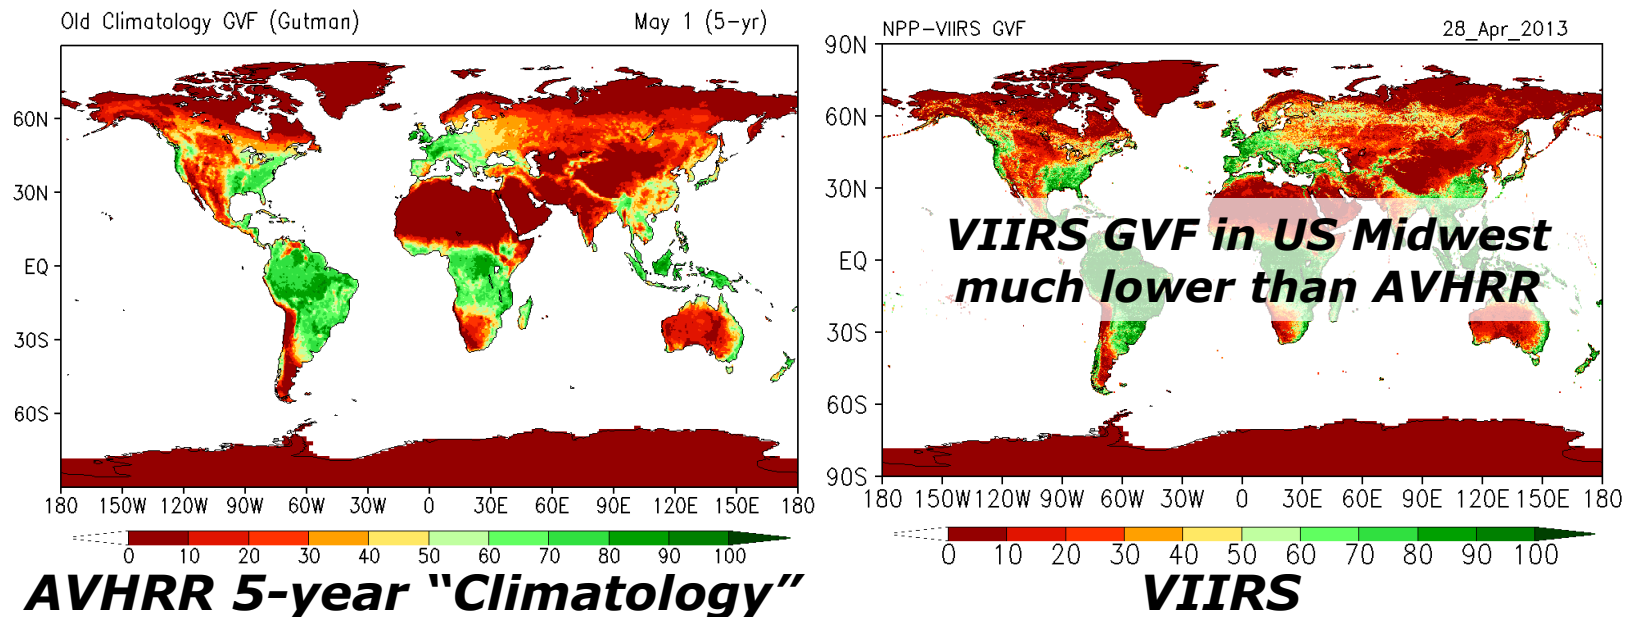 Old Climatology GVF (Gutman) May 1 (5-yr)
60N
30N
EQ
30S
60S
180 150W 120W 90W 60W 30W 0 30E 60E 90E 120E 150E 180
0 10 20 30 40 50 60 70 80 90 100
AVHRR 5-year “Climatology”
NPP-VIIRS GVF 28_Apr_2013
90N
60N
30N
VIIRS GVF in US Midwest
EQ
much lower than AVHRR
30S
60S
90S
180 150W 120W 90W 60W 30W 0 30E 60E 90E 120E 150E 180
0 10 20 30 40 50 60 70 80 90 100
VIIRS